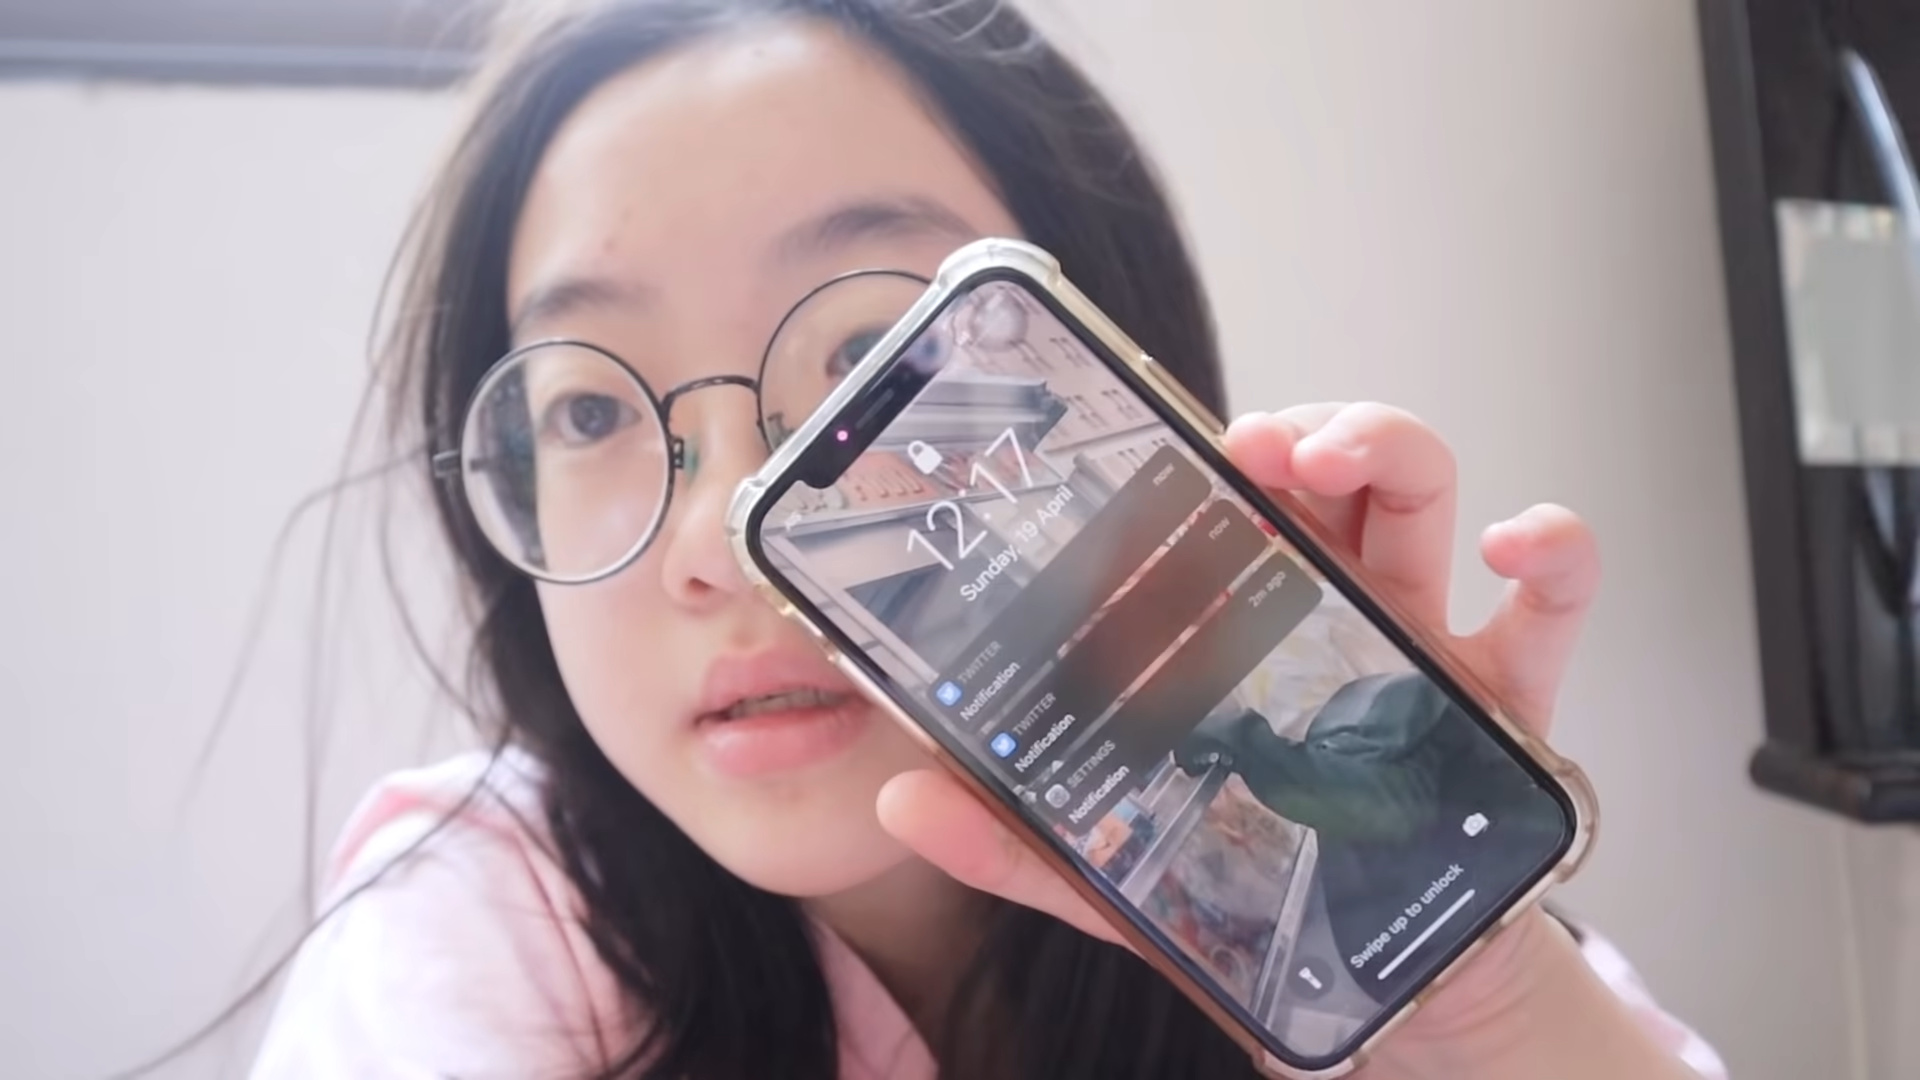 12:17
Sunday, 19 April
TWITTER now
Notification
TWITTER now
Notification
SETTINGS 2m ago
Notification
Swipe up to unlock